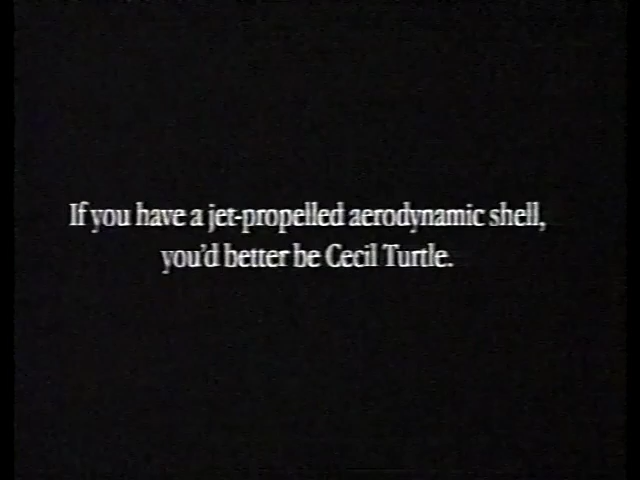 If you have a jet-propelled aerodynamic shell,
you'd better be Cecil Turtle.